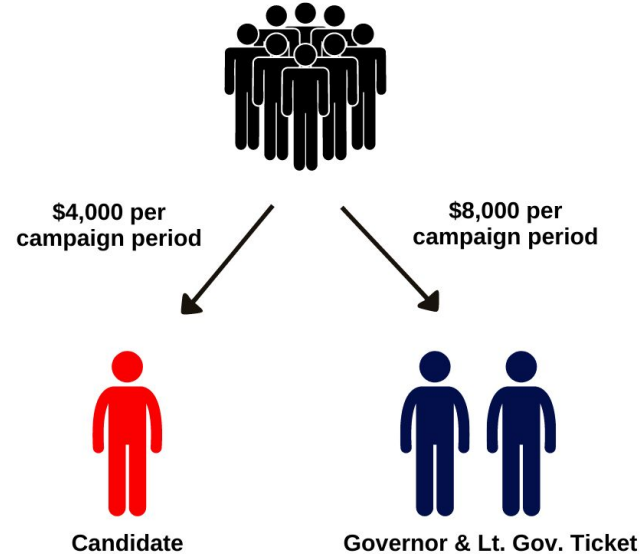 $4,000 per
campaign period
$8,000 per
campaign period
Candidate
Governor & Lt. Gov. Ticket